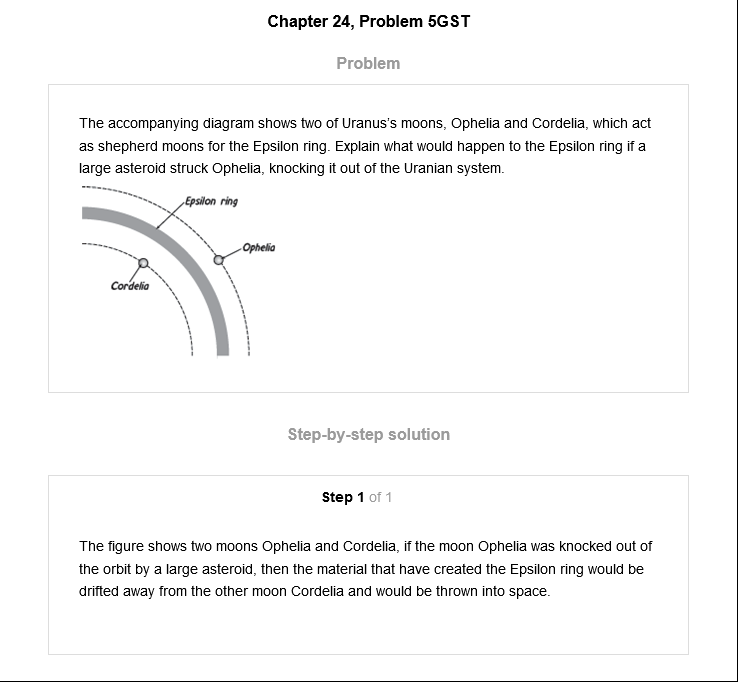 Chapter 24, Problem 5GST
Problem
The accompanying diagram shows two of Uranus's moons, Ophelia and Cordelia, which act
as shepherd moons for the Epsilon ring. Explain what would happen to the Epsilon ring if a
large asteroid struck Ophelia, knocking it out of the Uranian system.
Epsilon ring
Ophelia
Cordelia
Step-by-step solution
Step 1 of 1
The figure shows two moons Ophelia and Cordelia, if the moon Ophelia was knocked out of
the orbit by a large asteroid, then the material that have created the Epsilon ring would be
drifted away from the other moon Cordelia and would be thrown into space.